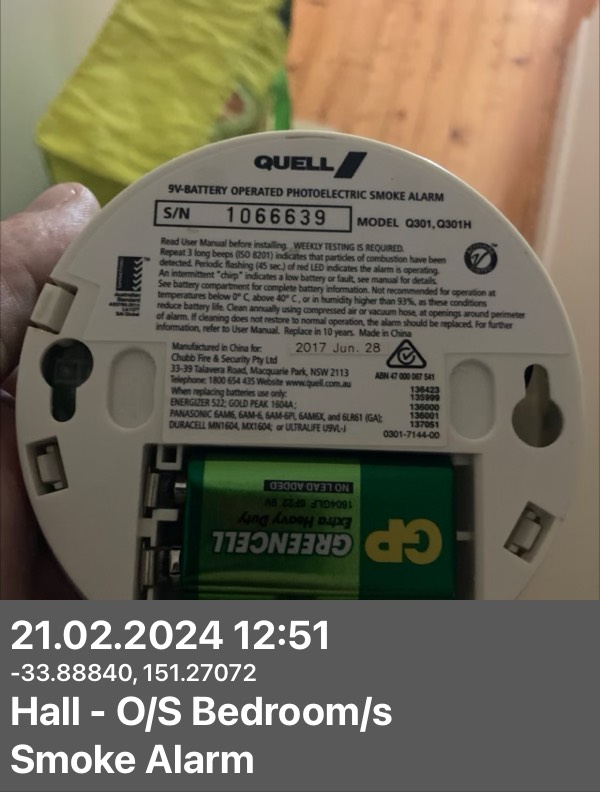 QUELL
9V-BATTERY OPERATED PHOTOELECTRIC SMOKE ALARM
S/N 1066639 MODEL Q301, Q301H
Read User Manual before installing. WEEKLY TESTING IS REQUIRED.
Repeat 3 long beeps (ISO 8201) indicates that particles of combustion have been
detected. Periodic flashing (45 sec.) of red LED indicates the alarm is operating.
An intermittent "chirp" indicates a low battery or fault, see manual for details.
See battery compartment for complete battery information. Not recommended for operation at
temperatures below 0° C, above 40° C, or in humidity higher than 93%, as these conditions
reduce battery life. Clean annually using compressed air or vacuum hose, at openings around perimeter
of alarm. If cleaning does not restore to normal operation, the alarm should be replaced. For further
information, refer to User Manual. Replace in 10 years. Made in China
Australian
Standard
Manufactured in China for: 2017 Jun. 28
Chubb Fire & Security Pty Ltd
33-39 Talavera Road, Macquarie Park, NSW 2113
Telephone: 1800 654 435 Website www.quell.com.au
ABN 47 000 067 541
When replacing batteries use only:
ENERGIZER 522; GOLD PEAK 1604A;
PANASONIC 6AM6, 6AM-6, 6AM-6PI, 6AM6X, and 6LR61 (GA);
DURACELL MN1604, MX1604; or ULTRALIFE U9VL-J
136423
135999
136000
136001
137051
0301-7144-00
GP
GREENCELL
Extra Heavy Duty
1604GLF 6F22 9V
NO LEAD ADDED
21.02.2024 12:51
-33.88840, 151.27072
Hall - O/S Bedroom/s
Smoke Alarm